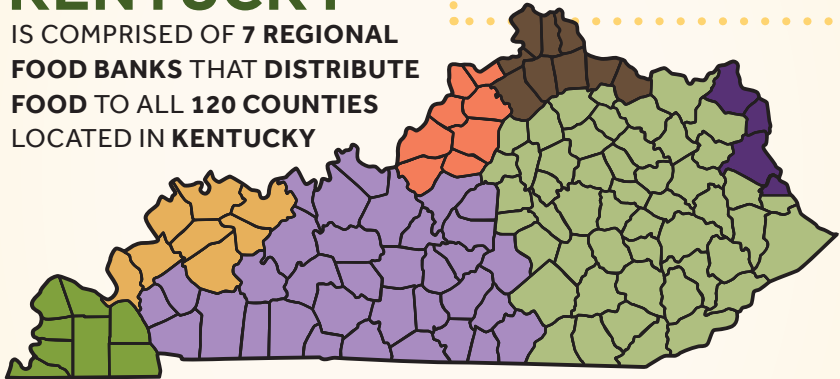 KENTUCKY
IS COMPRISED OF 7 REGIONAL
FOOD BANKS THAT DISTRIBUTE
FOOD TO ALL 120 COUNTIES
LOCATED IN KENTUCKY